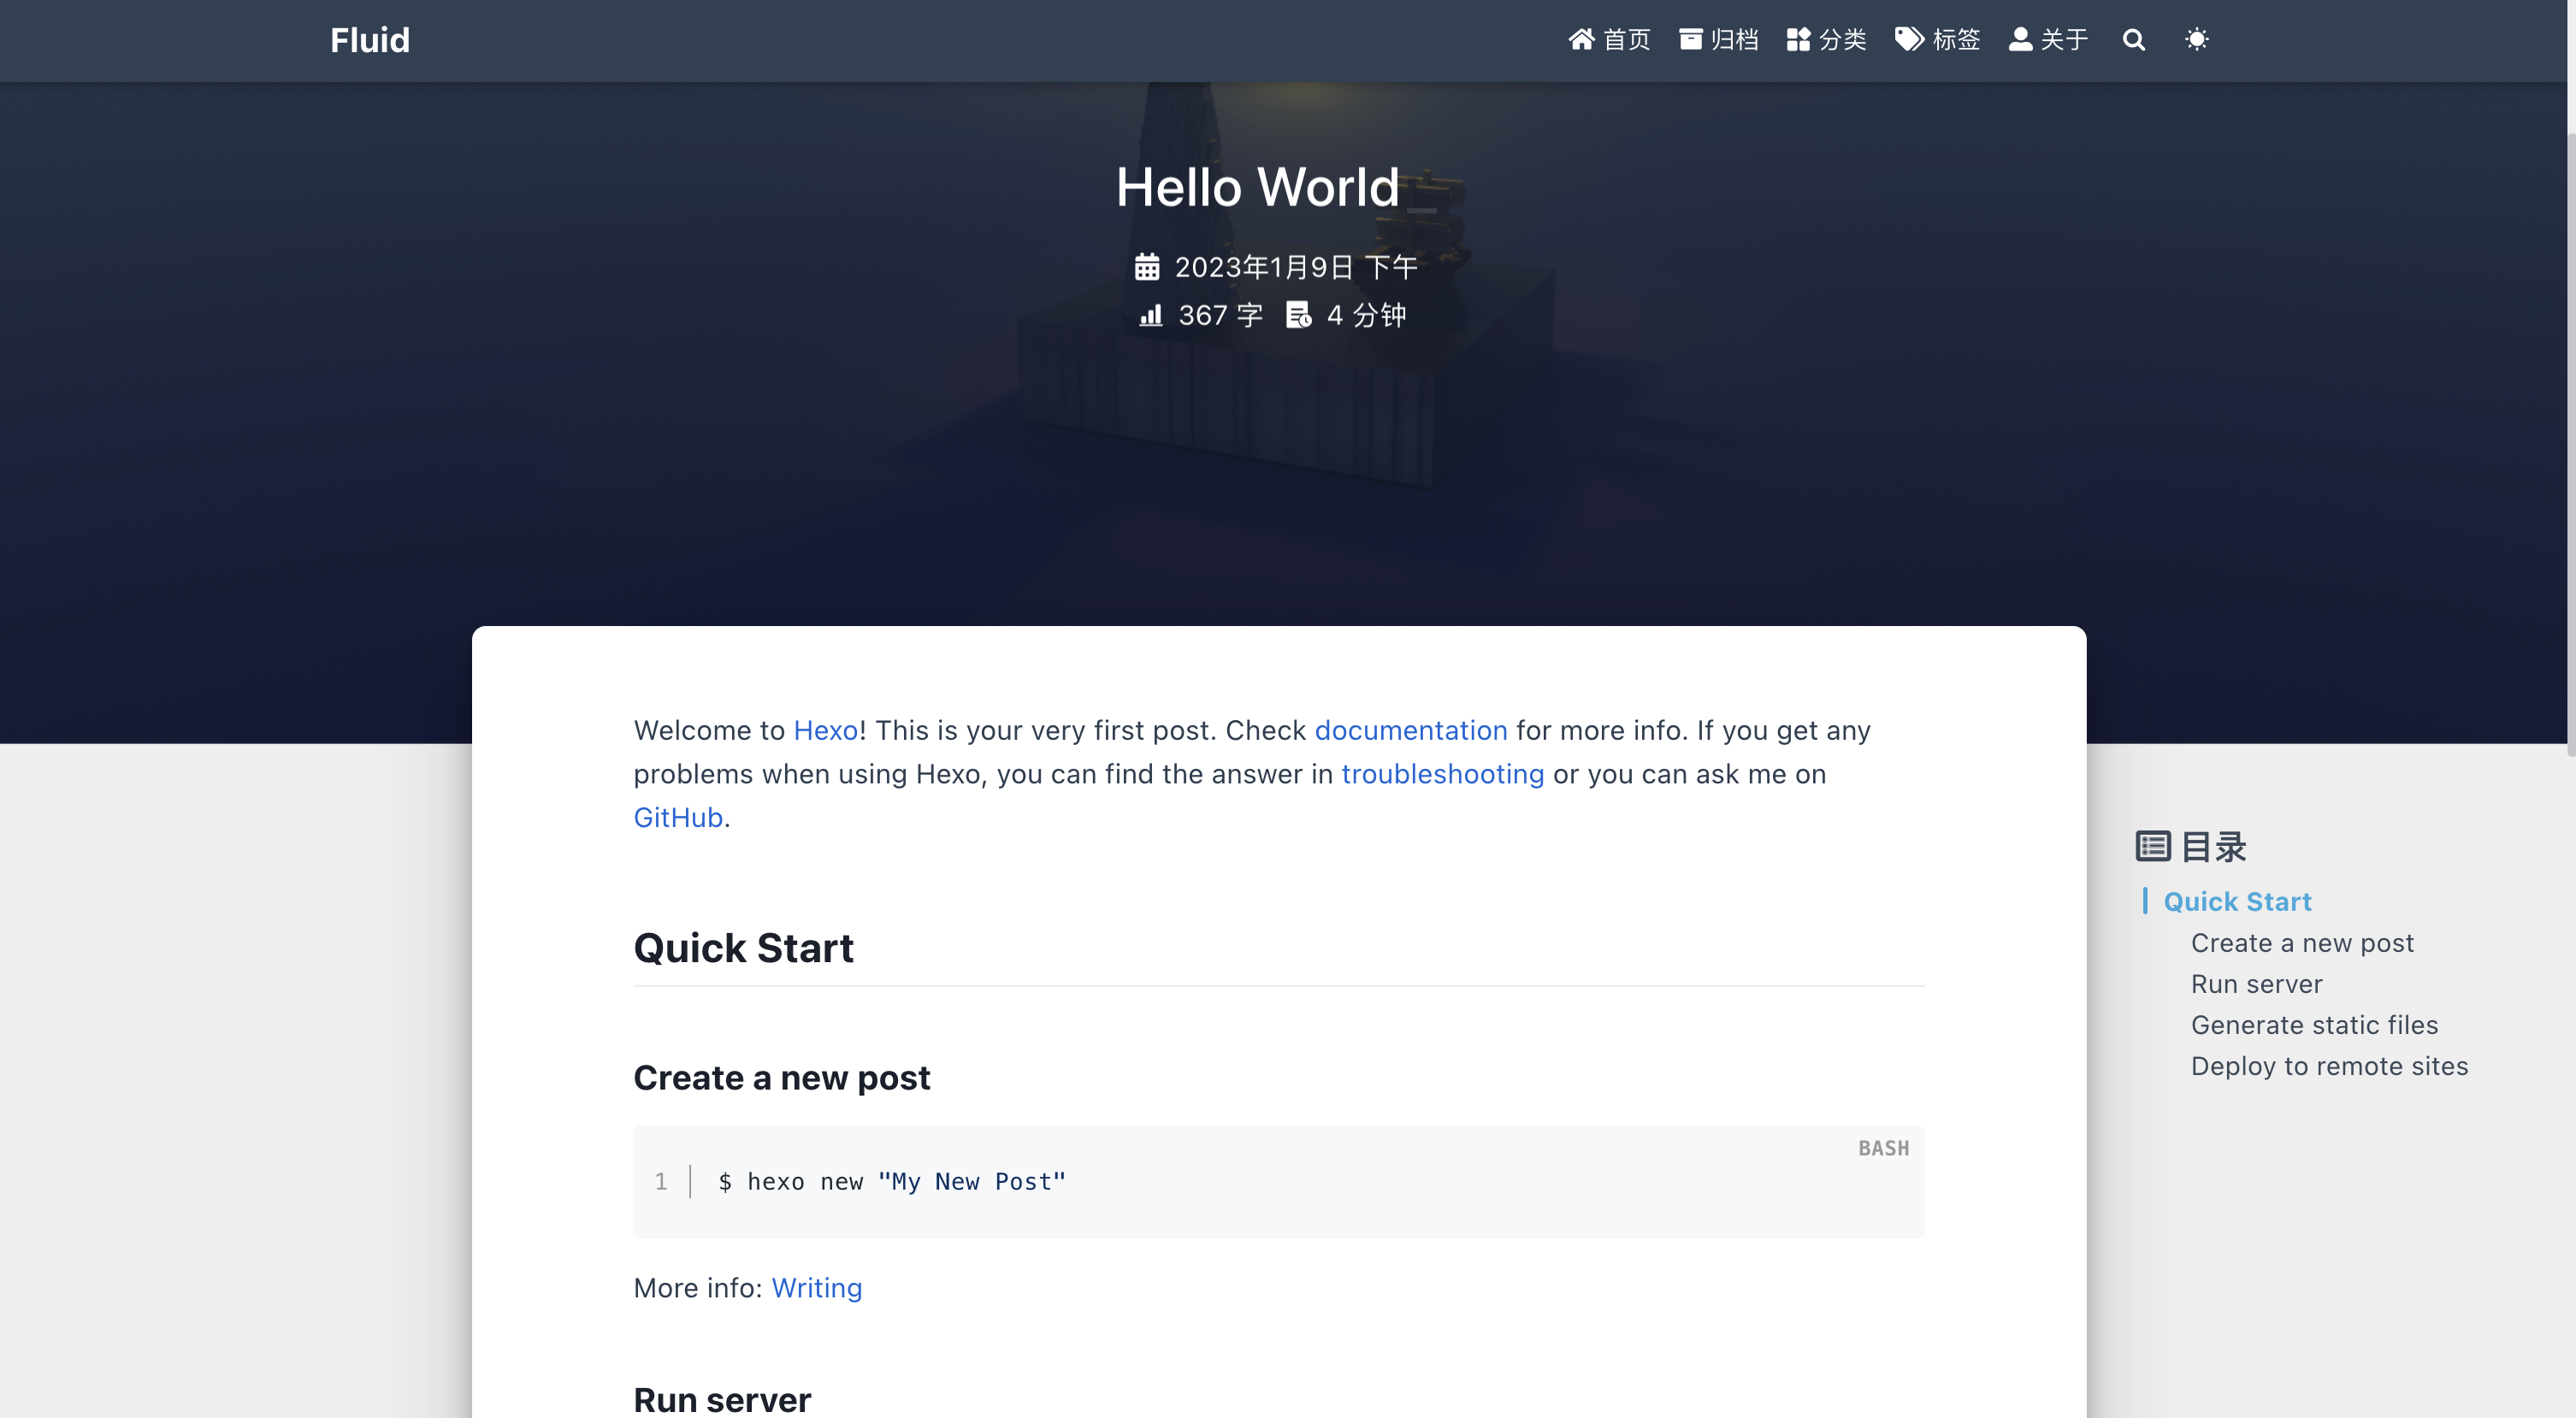 Fluid
首页 归档 分类 标签 关于
Hello World
2023年1月9日 下午
367 字 4 分钟
Welcome to Hexo! This is your very first post. Check documentation for more info. If you get any
problems when using Hexo, you can find the answer in troubleshooting or you can ask me on
GitHub.
Quick Start
Create a new post
BASH
1 $ hexo new "My New Post"
More info: Writing
Run server
目录
Quick Start
Create a new post
Run server
Generate static files
Deploy to remote sites